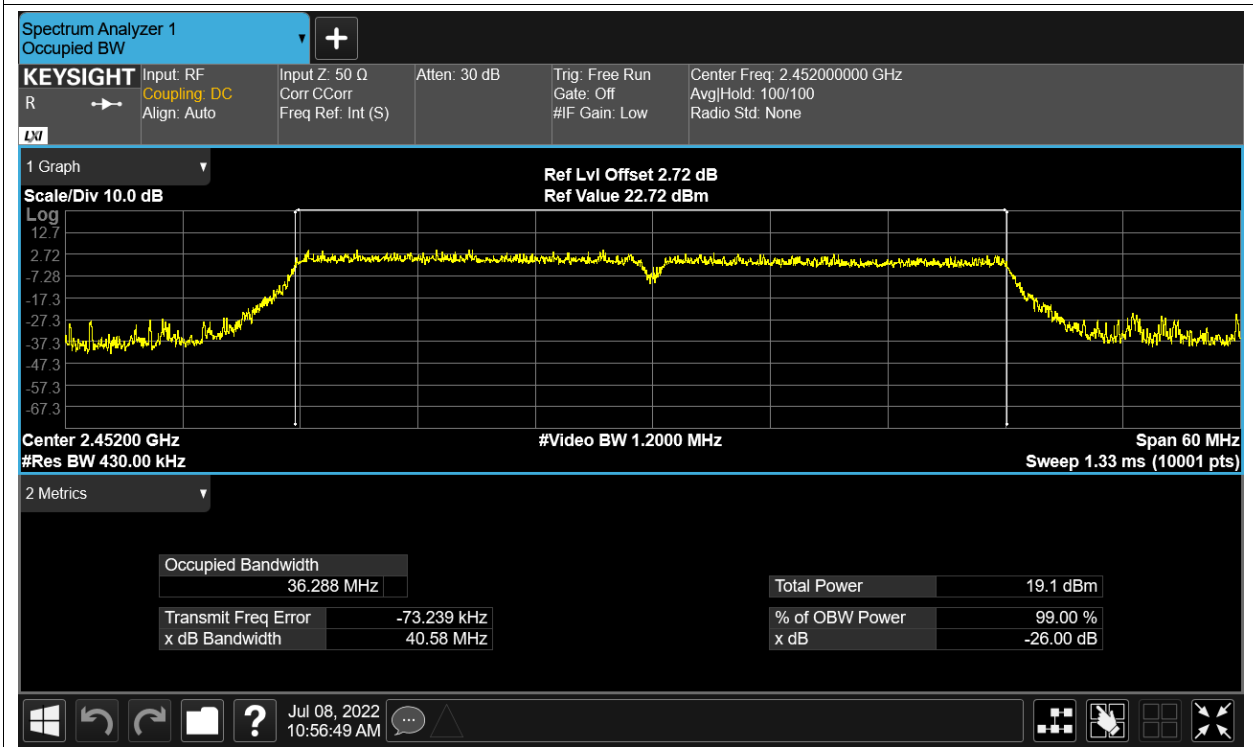 Spectrum Analyzer 1
Occupied BW
KEYSIGHT
R
LXI
Input: RF
Coupling: DC
Align: Auto
Input Z: 50 Ω
Corr CCorr
Freq Ref: Int (S)
Atten: 30 dB
Trig: Free Run
Gate: Off
#IF Gain: Low
Center Freq: 2.452000000 GHz
Avg|Hold: 100/100
Radio Std: None
1 Graph
Scale/Div 10.0 dB
Ref Lvl Offset 2.72 dB
Ref Value 22.72 dBm
Log
12.7
2.72
-7.28
-17.3
-27.3
-37.3
-47.3
-57.3
-67.3
Center 2.45200 GHz
#Video BW 1.2000 MHz
Span 60 MHz
#Res BW 430.00 kHz
Sweep 1.33 ms (10001 pts)
2 Metrics
Occupied Bandwidth
36.288 MHz
Total Power 19.1 dBm
Transmit Freq Error -73.239 kHz
% of OBW Power 99.00 %
x dB Bandwidth 40.58 MHz
x dB -26.00 dB
?
Jul 08, 2022
10:56:49 AM